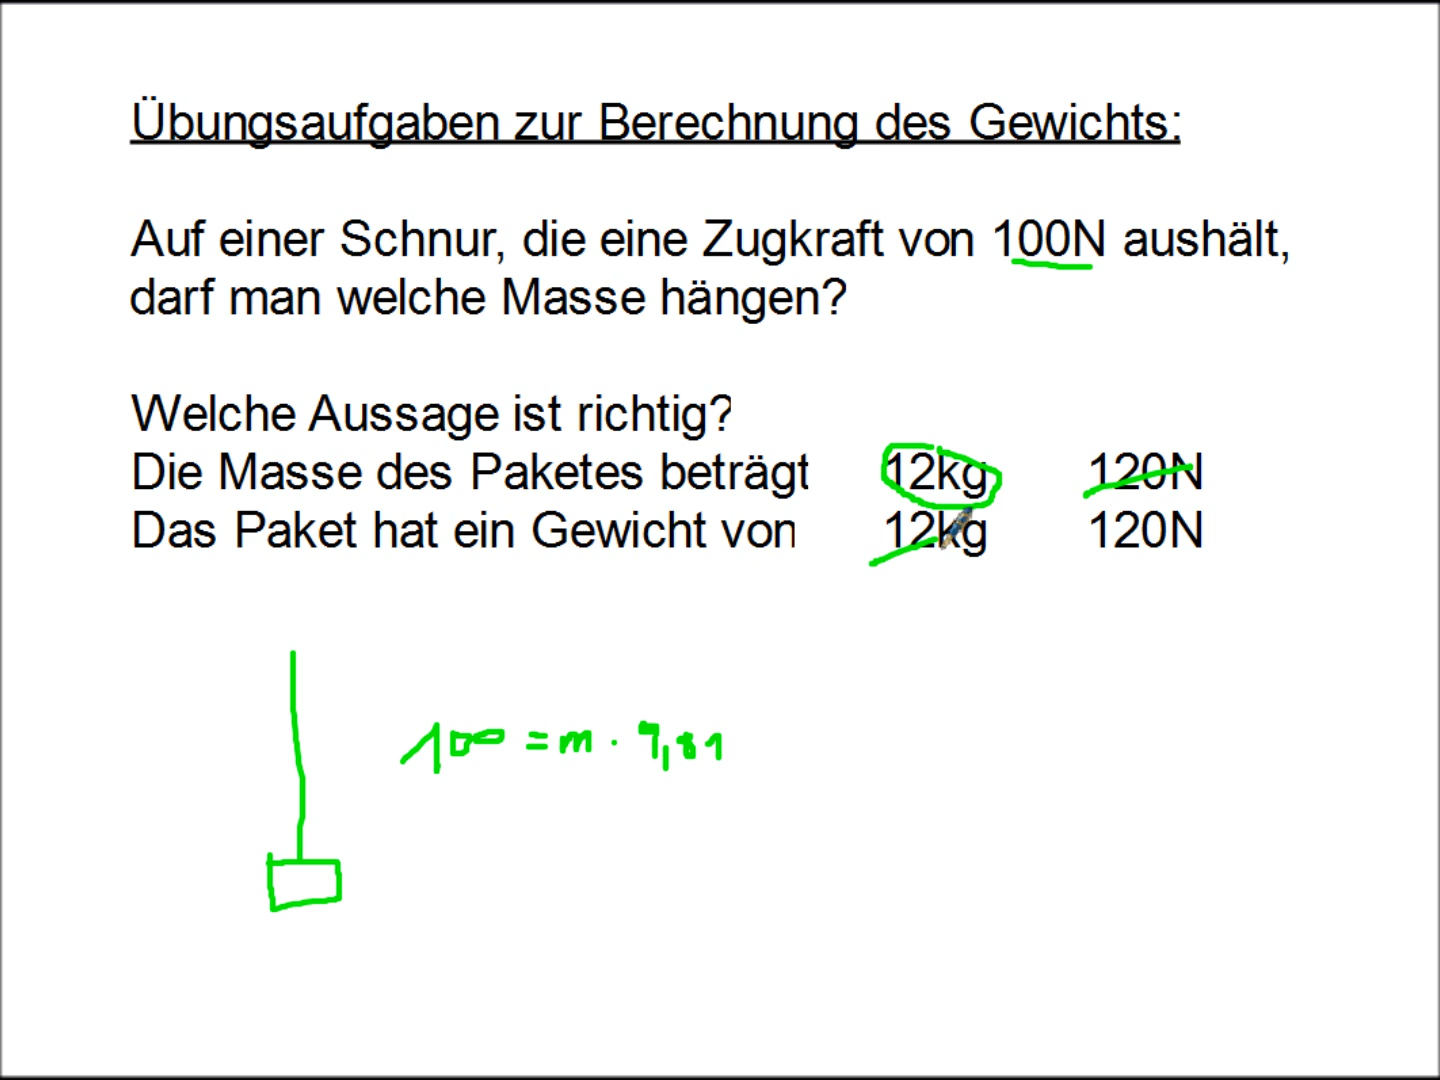 Übungsaufgaben zur Berechnung des Gewichts:
Auf einer Schnur, die eine Zugkraft von 100N aushält,
darf man welche Masse hängen?
Welche Aussage ist richtig?
Die Masse des Paketes beträgt 12kg 120N
Das Paket hat ein Gewicht von 12kg 120N
100 = m · 9,81